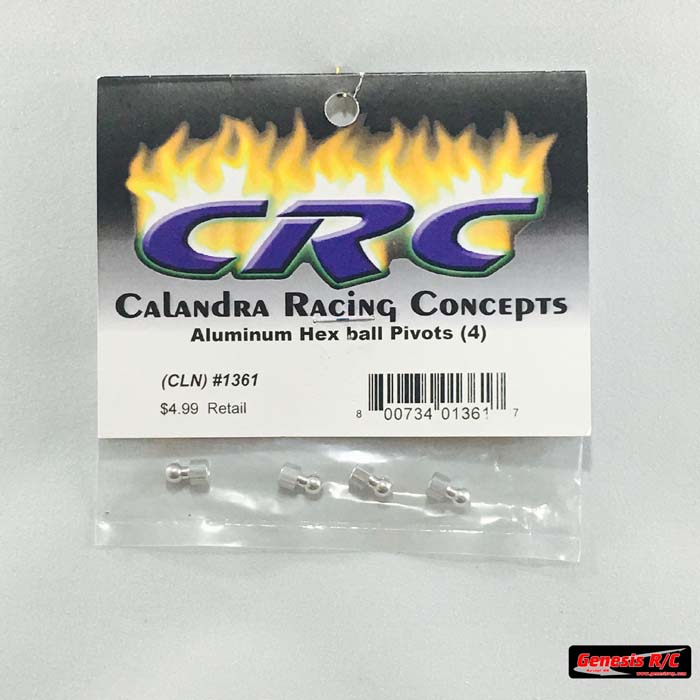 CRC
Calandra Racing Concepts
Aluminum Hex ball Pivots (4)
(CLN) #1361
$4.99 Retail
8 00734 01361 7
Genesis R/C